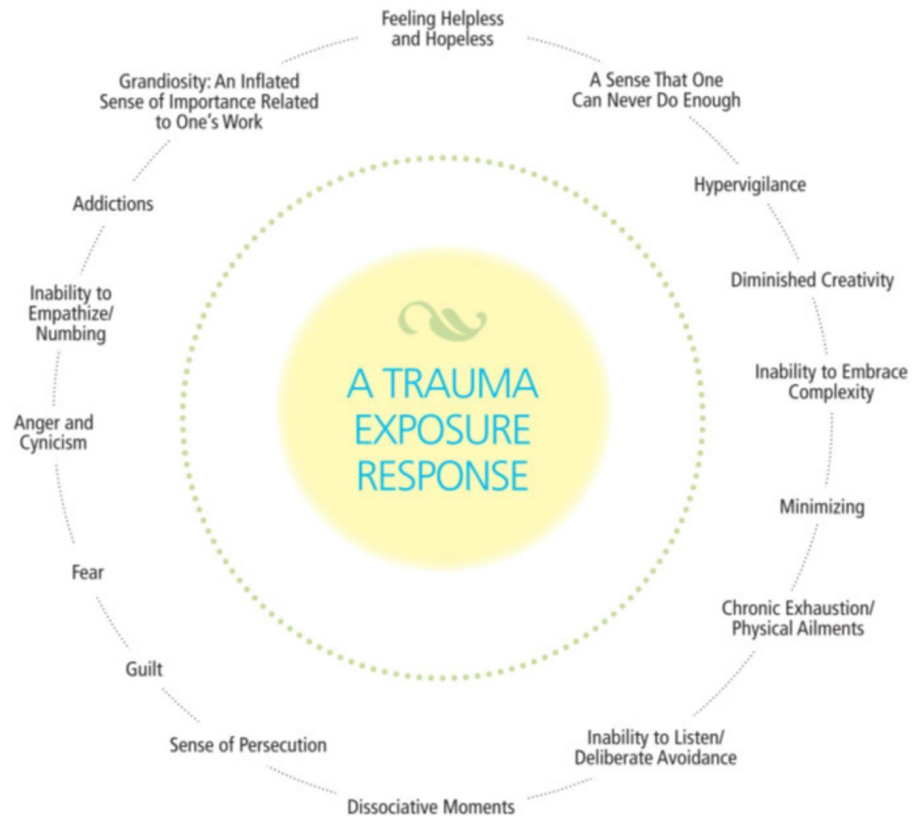 Feeling Helpless
and Hopeless
A Sense That One
Can Never Do Enough
Hypervigilance
Diminished Creativity
Inability to Embrace
Complexity
Minimizing
Chronic Exhaustion/
Physical Ailments
Inability to Listen/
Deliberate Avoidance
Dissociative Moments
Sense of Persecution
Guilt
Fear
Anger and
Cynicism
Inability to
Empathize/
Numbing
Addictions
Grandiosity: An Inflated
Sense of Importance Related
to One's Work
A TRAUMA
EXPOSURE
RESPONSE